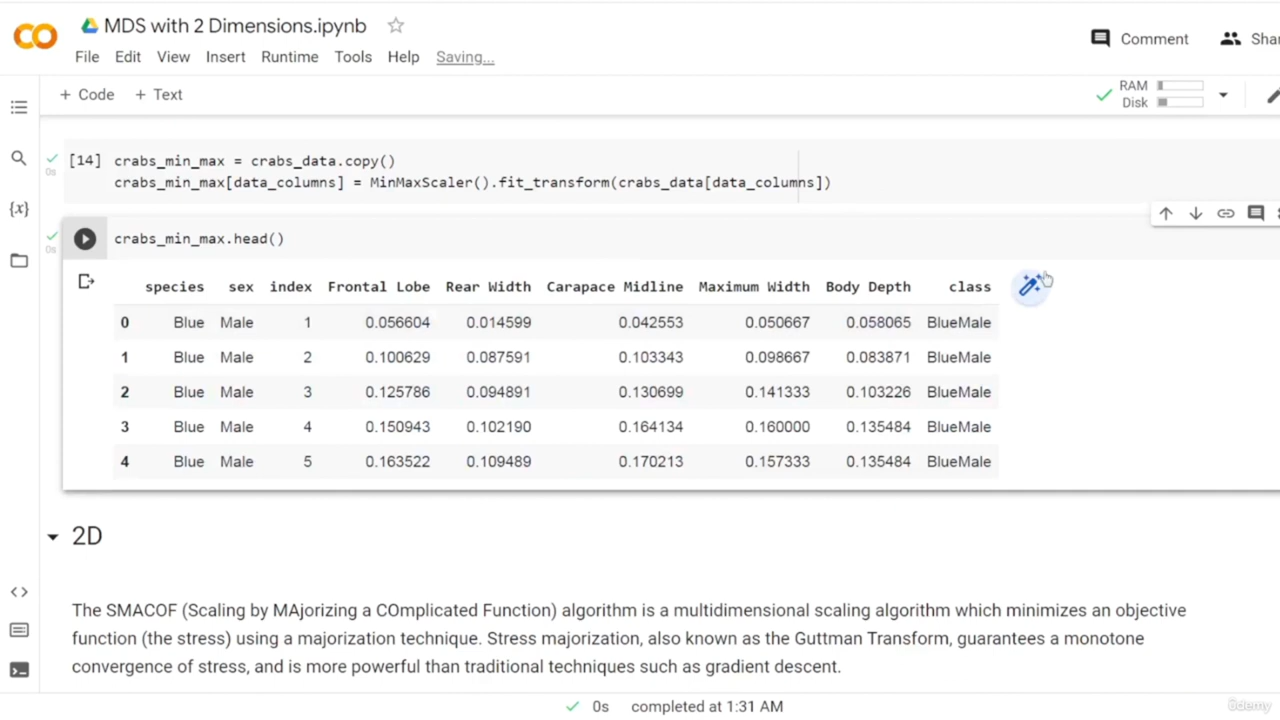 MDS with 2 Dimensions.ipynb
File Edit View Insert Runtime Tools Help Saving...
Comment
Shar
+ Code + Text
RAM
Disk
[14] crabs_min_max = crabs_data.copy()
crabs_min_max[data_columns] = MinMaxScaler().fit_transform(crabs_data[data_columns])
0s
{x}
crabs_min_max.head()
0s
species sex index Frontal Lobe Rear Width Carapace Midline Maximum Width Body Depth class
0 Blue Male 1 0.056604 0.014599 0.042553 0.050667 0.058065 BlueMale
1 Blue Male 2 0.100629 0.087591 0.103343 0.098667 0.083871 BlueMale
2 Blue Male 3 0.125786 0.094891 0.130699 0.141333 0.103226 BlueMale
3 Blue Male 4 0.150943 0.102190 0.164134 0.160000 0.135484 BlueMale
4 Blue Male 5 0.163522 0.109489 0.170213 0.157333 0.135484 BlueMale
2D
The SMACOF (Scaling by MAjorizing a COmplicated Function) algorithm is a multidimensional scaling algorithm which minimizes an objective
function (the stress) using a majorization technique. Stress majorization, also known as the Guttman Transform, guarantees a monotone
convergence of stress, and is more powerful than traditional techniques such as gradient descent.
0s completed at 1:31 AM
ûdemy